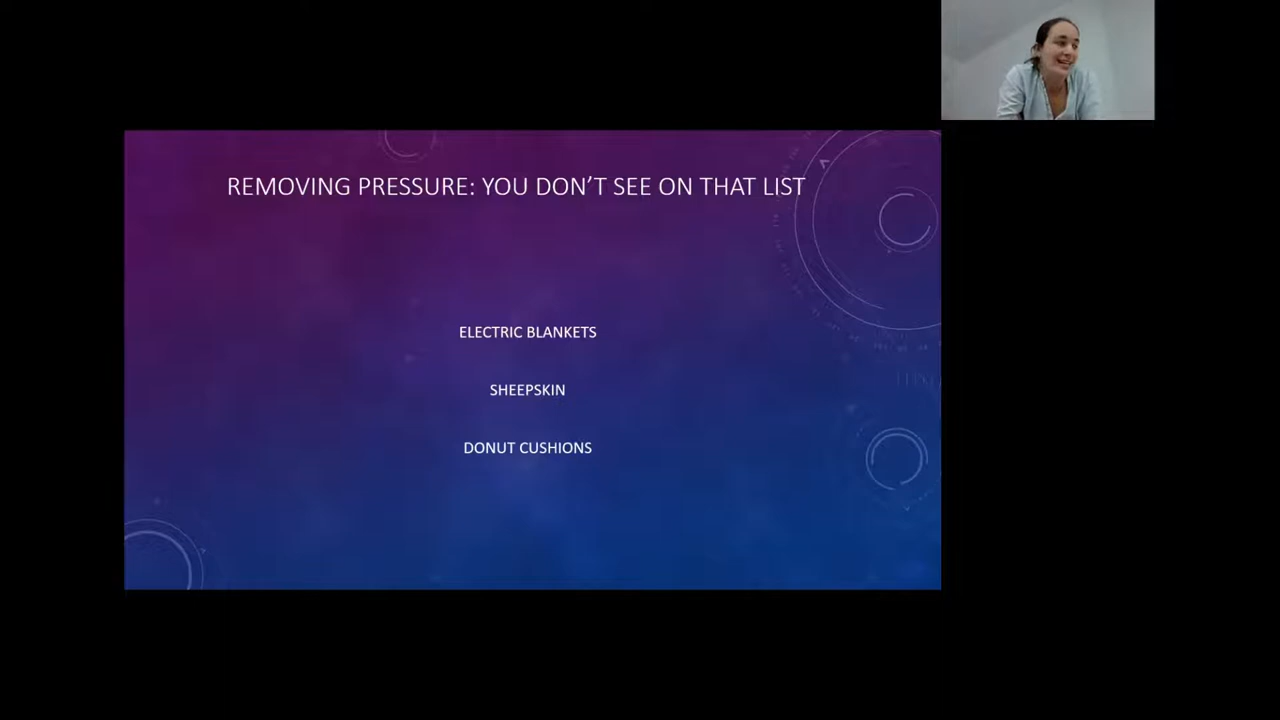 REMOVING PRESSURE: YOU DON'T SEE ON THAT LIST
ELECTRIC BLANKETS
SHEEPSKIN
DONUT CUSHIONS